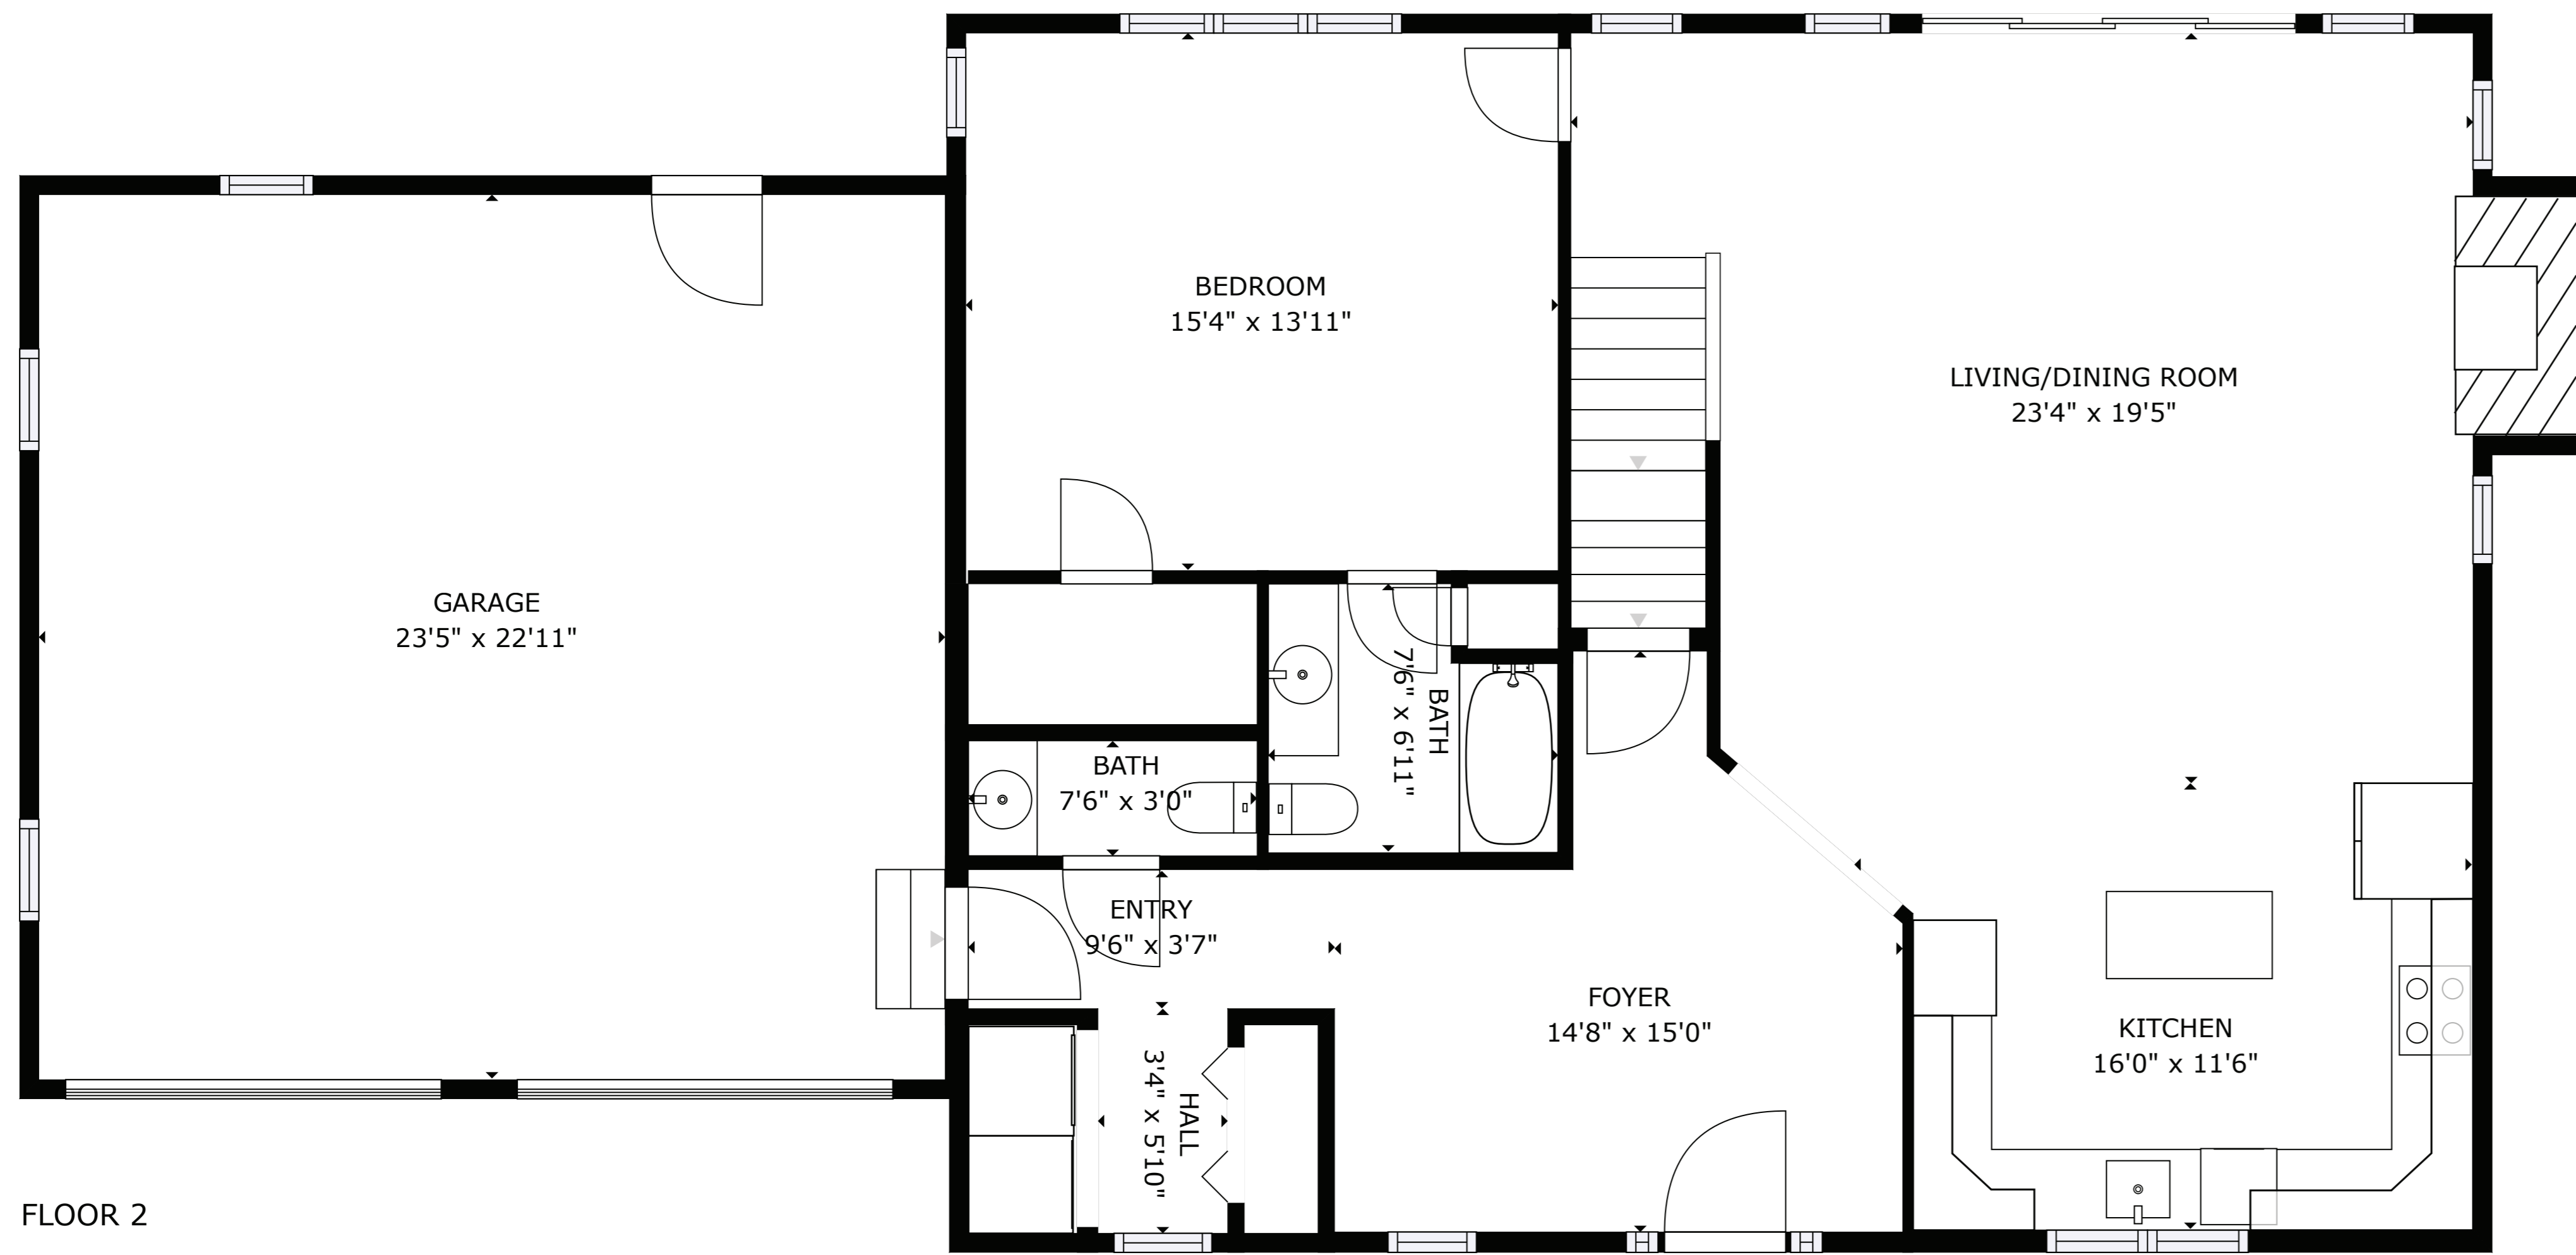 BEDROOM
15'4" x 13'11"
LIVING/DINING ROOM
23'4" x 19'5"
GARAGE
23'5" x 22'11"
BATH
7'6" x 6'11"
BATH
7'6" x 3'0"
ENTRY
9'6" x 3'7"
FOYER
14'8" x 15'0"
KITCHEN
16'0" x 11'6"
HALL
3'4" x 5'10"
FLOOR 2